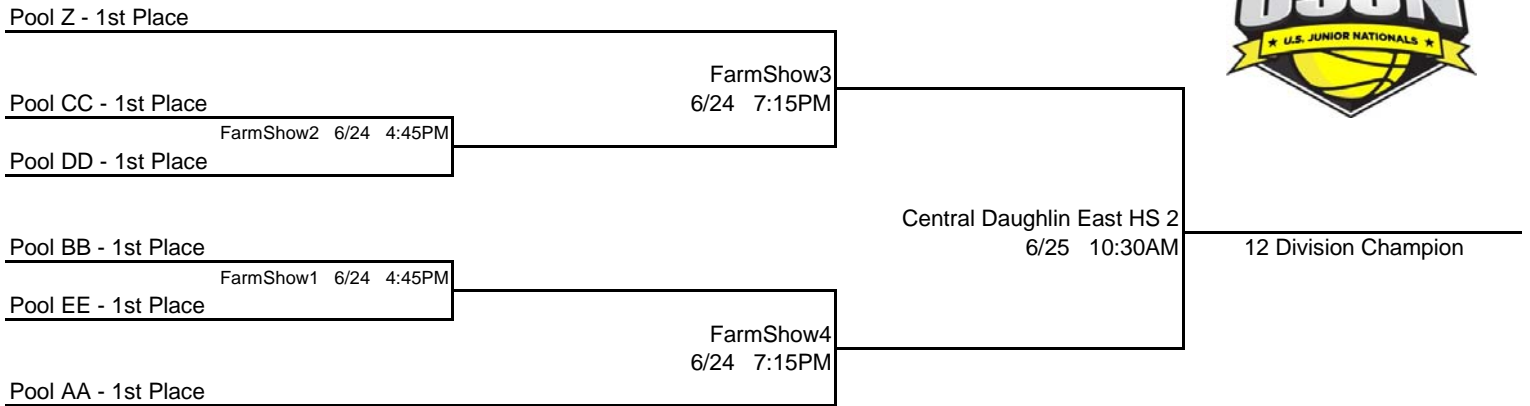 Pool Z - 1st Place
U.S. JUNIOR NATIONALS
FarmShow3
Pool CC - 1st Place
6/24 7:15PM
FarmShow2 6/24 4:45PM
Pool DD - 1st Place
Central Daughlin East HS 2
Pool BB - 1st Place
6/25 10:30AM
12 Division Champion
FarmShow1 6/24 4:45PM
Pool EE - 1st Place
FarmShow4
6/24 7:15PM
Pool AA - 1st Place